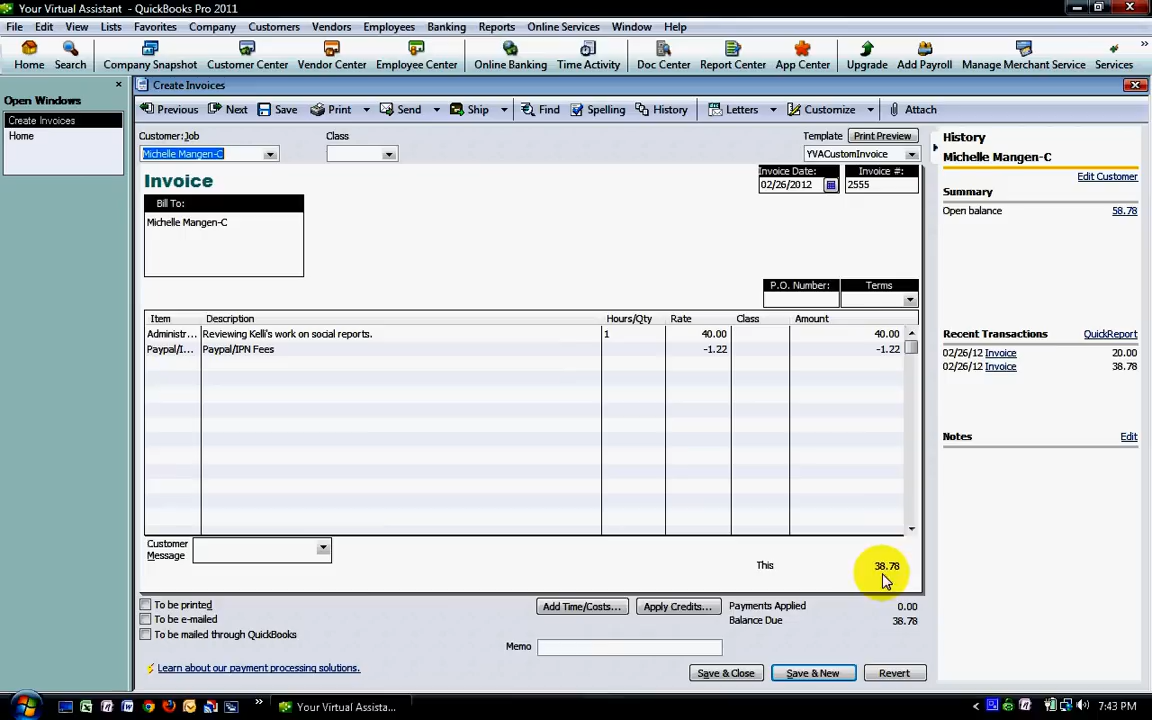 Your Virtual Assistant - QuickBooks Pro 2011
File Edit View Lists Favorites Company Customers Vendors Employees Banking Reports Online Services Window Help
Home Search Company Snapshot Customer Center Vendor Center Employee Center Online Banking Time Activity Doc Center Report Center App Center Upgrade Add Payroll Manage Merchant Service Services
Open Windows
Create Invoices
Home
Create Invoices
Previous Next Save Print Send Ship Find Spelling History Letters Customize Attach
Customer:Job Class Template Print Preview
Michelle Mangen-C YVACustomInvoice
Invoice
Invoice Date: Invoice #:
02/26/2012 2555
Bill To:
Michelle Mangen-C
P.O. Number: Terms
Item Description Hours/Qty Rate Class Amount
Administr... Reviewing Kelli's work on social reports. 1 40.00 40.00
Paypal/I... Paypal/IPN Fees -1.22 -1.22
Customer Message
This 38.78
To be printed
To be e-mailed
To be mailed through QuickBooks
Add Time/Costs... Apply Credits...
Payments Applied 0.00
Balance Due 38.78
Memo
Learn about our payment processing solutions.
Save & Close Save & New Revert
History
Michelle Mangen-C
Edit Customer
Summary
Open balance 58.78
Recent Transactions QuickReport
02/26/12 Invoice 20.00
02/26/12 Invoice 38.78
Notes Edit
Your Virtual Assista...
7:43 PM